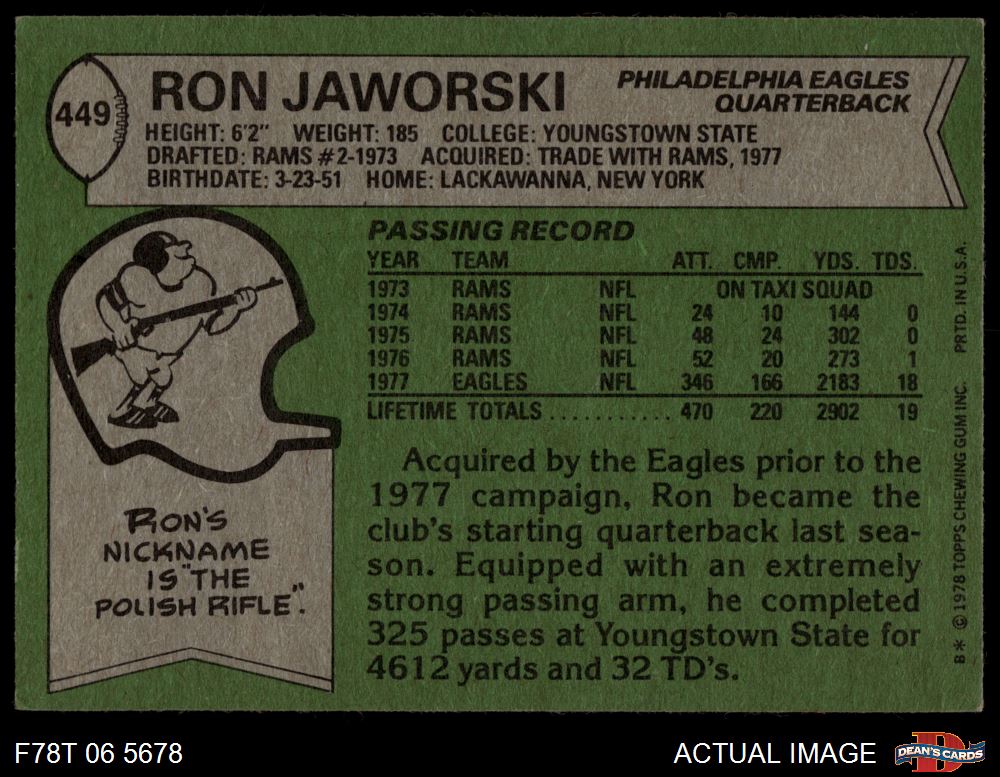 449
RON JAWORSKI
PHILADELPHIA EAGLES
QUARTERBACK
HEIGHT: 6'2" WEIGHT: 185 COLLEGE: YOUNGSTOWN STATE
DRAFTED: RAMS #2-1973 ACQUIRED: TRADE WITH RAMS, 1977
BIRTHDATE: 3-23-51 HOME: LACKAWANNA, NEW YORK
PASSING RECORD
YEAR TEAM ATT. CMP. YDS. TDS.
1973 RAMS NFL ON TAXI SQUAD
1974 RAMS NFL 24 10 144 0
1975 RAMS NFL 48 24 302 0
1976 RAMS NFL 52 20 273 1
1977 EAGLES NFL 346 166 2183 18
LIFETIME TOTALS........... 470 220 2902 19
Acquired by the Eagles prior to the
1977 campaign, Ron became the
club's starting quarterback last sea-
son. Equipped with an extremely
strong passing arm, he completed
325 passes at Youngstown State for
4612 yards and 32 TD's.
RON'S
NICKNAME
IS "THE
POLISH RIFLE".
B* © 1978 TOPPS CHEWING GUM INC. PRTD. IN U.S.A.
F78T 06 5678
ACTUAL IMAGE
D
DEAN'S CARDS